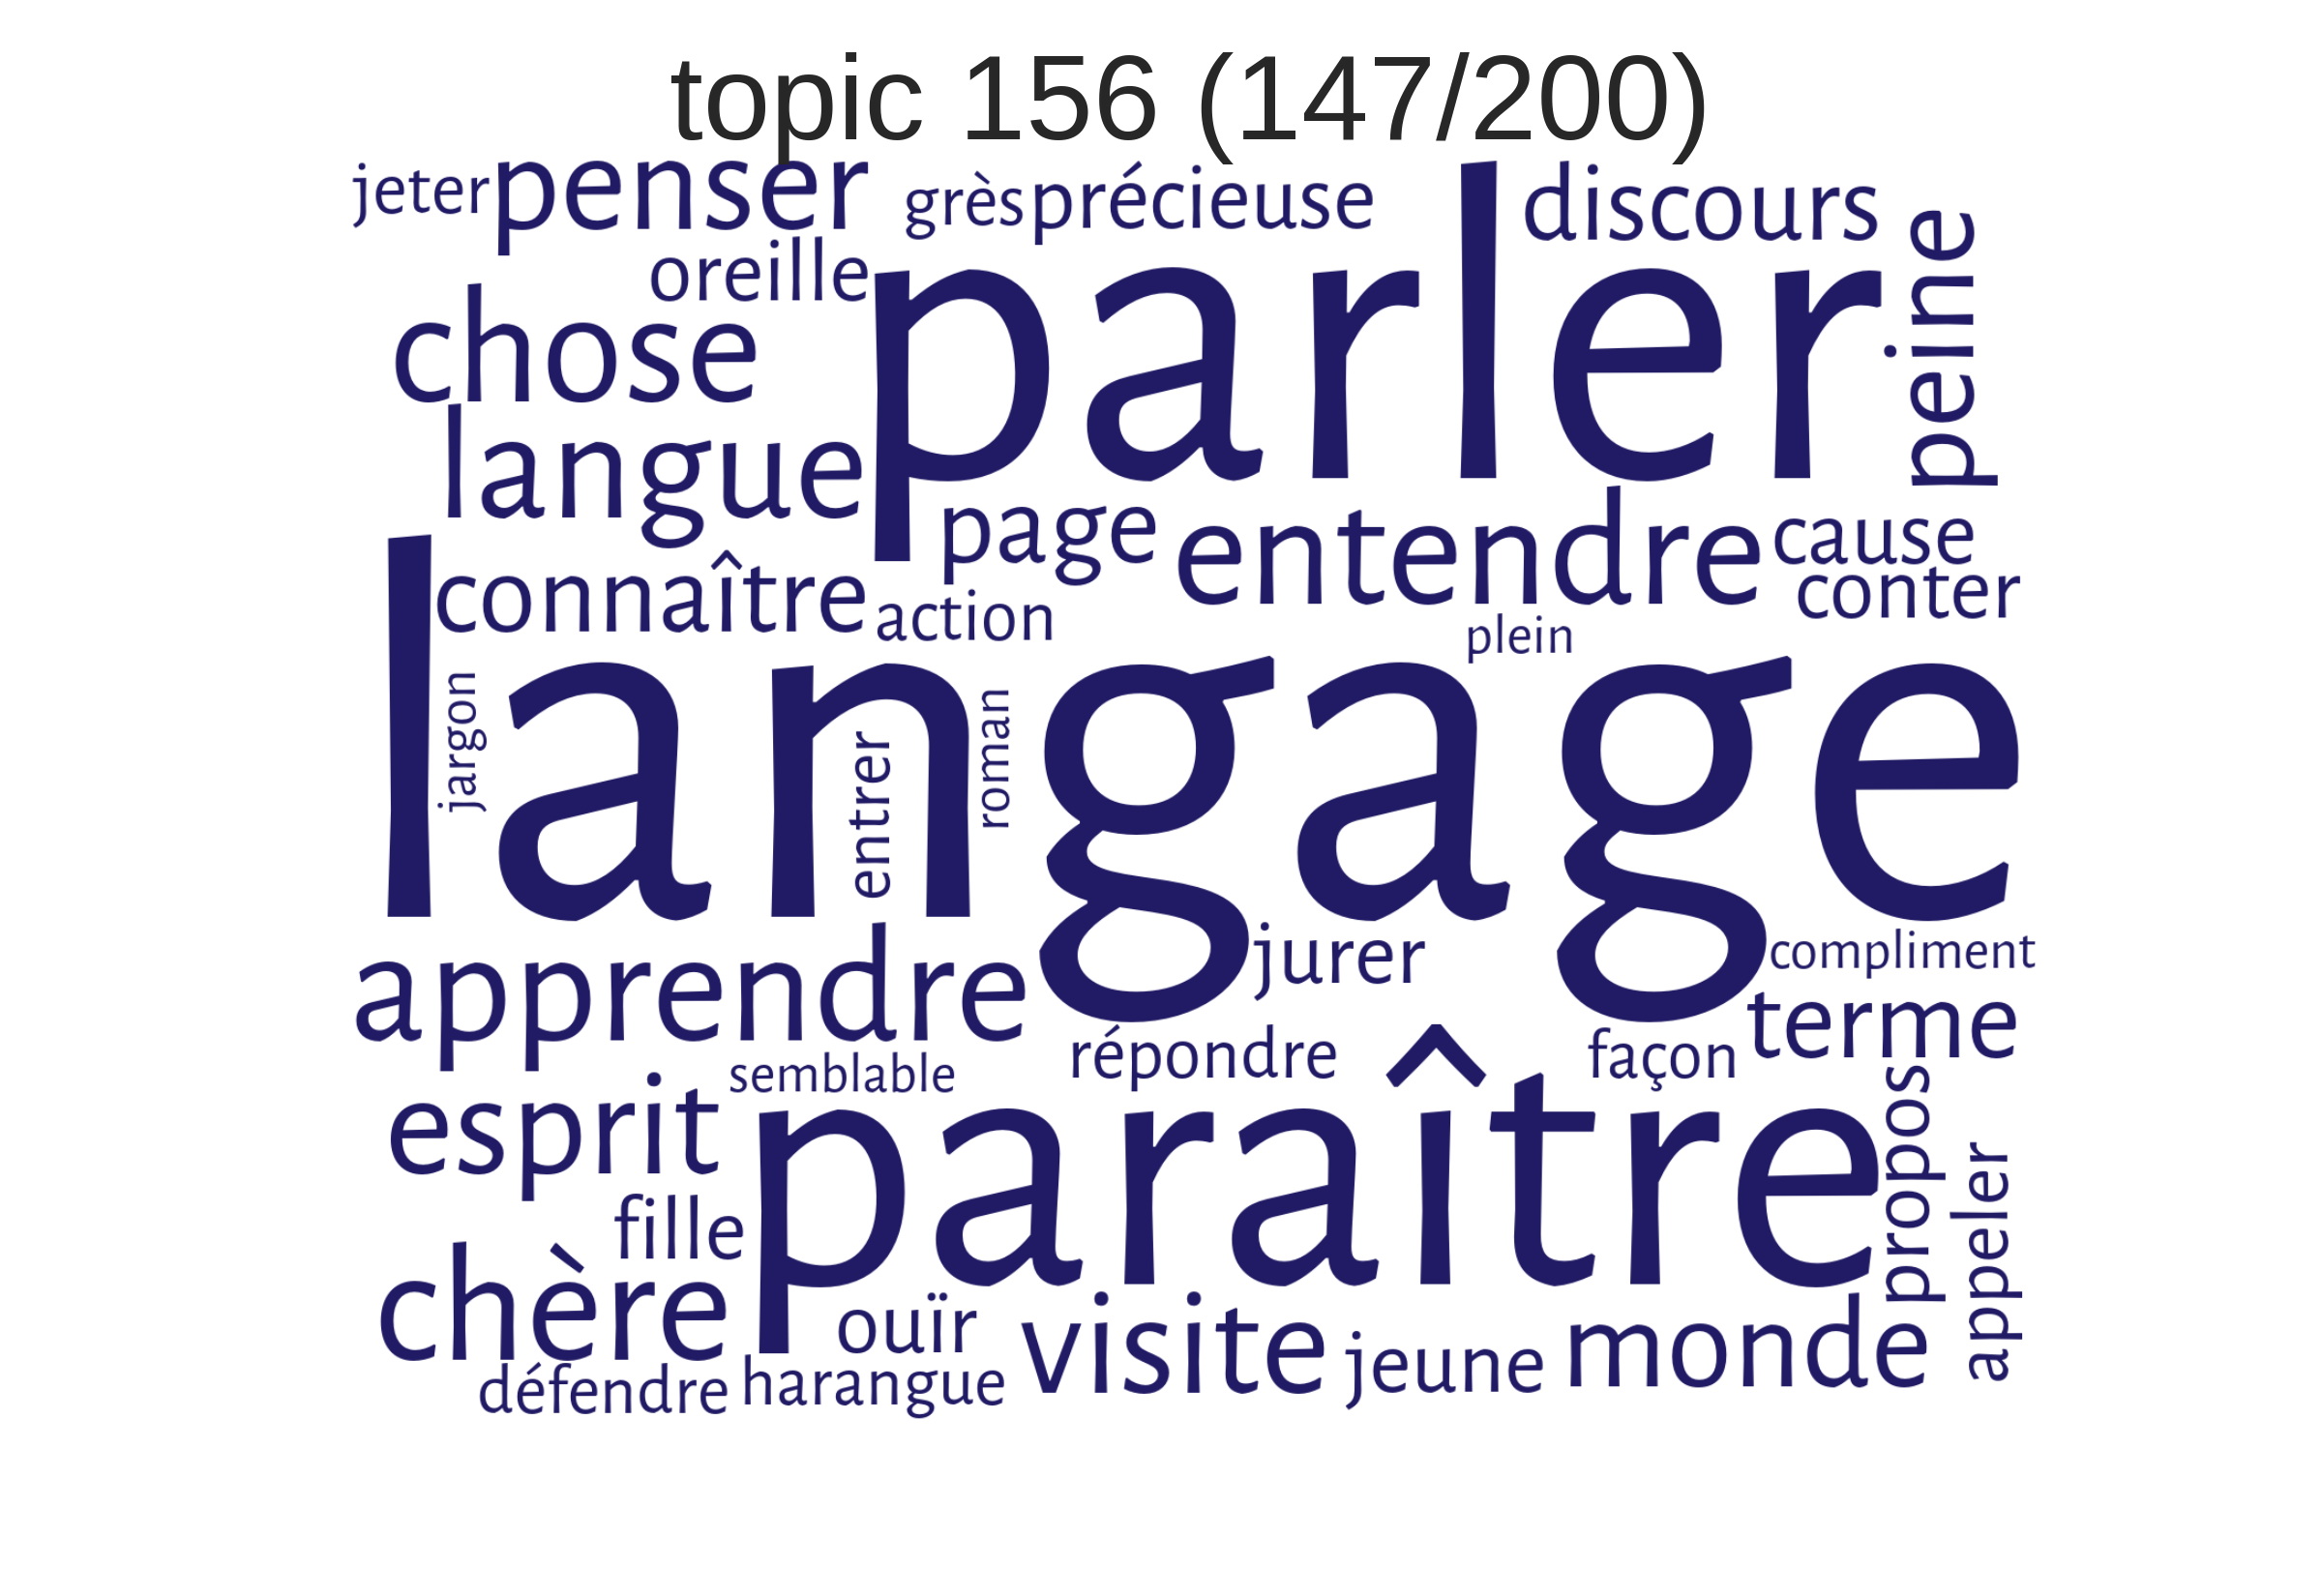 topic 156 (147/200)
jeter penser grès précieuse discours
oreille
parler
peine
chose
langue
page entendre cause
connaître action conter
plein
langage
jargon
entrer
roman
apprendre jurer compliment
terme
semblable répondre façon
esprit
paraître
propos
appeler
fille
chère ouïr visite jeune monde
défendre harangue